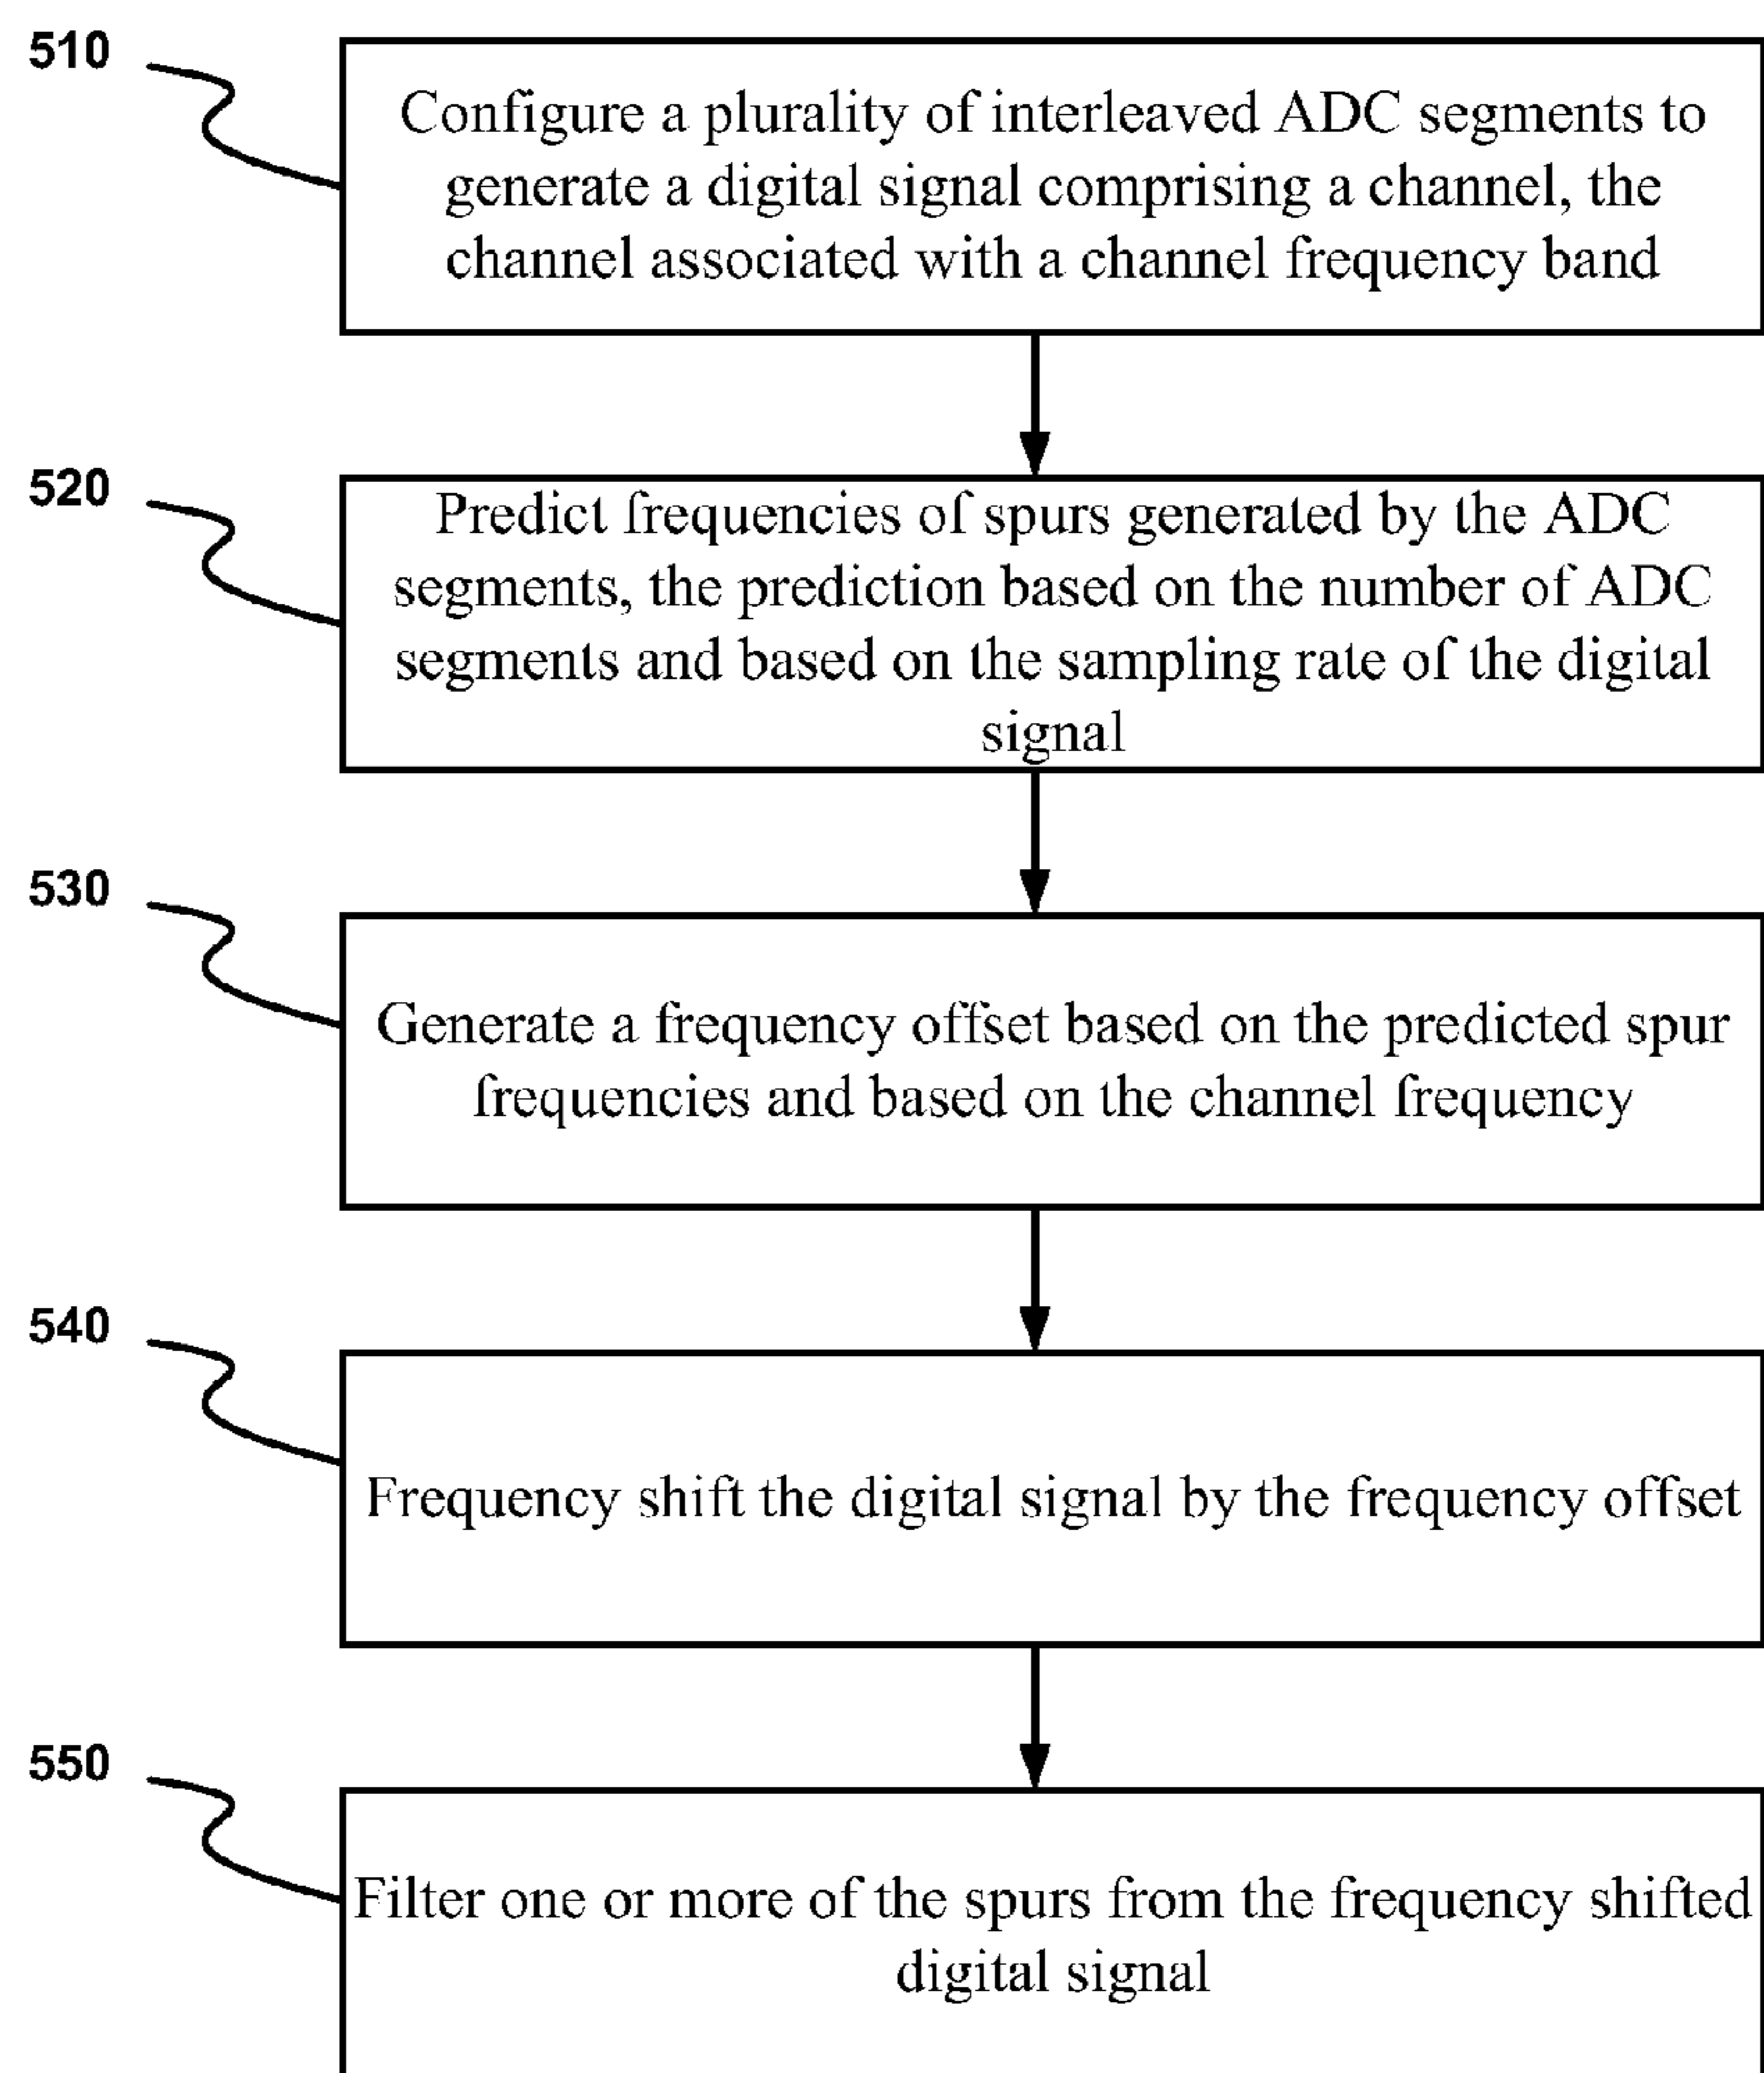 510
Configure a plurality of interleaved ADC segments to
generate a digital signal comprising a channel, the
channel associated with a channel frequency band
520
Predict frequencies of spurs generated by the ADC
segments, the prediction based on the number of ADC
segments and based on the sampling rate of the digital
signal
530
Generate a frequency offset based on the predicted spur
frequencies and based on the channel frequency
540
Frequency shift the digital signal by the frequency offset
550
Filter one or more of the spurs from the frequency shifted
digital signal